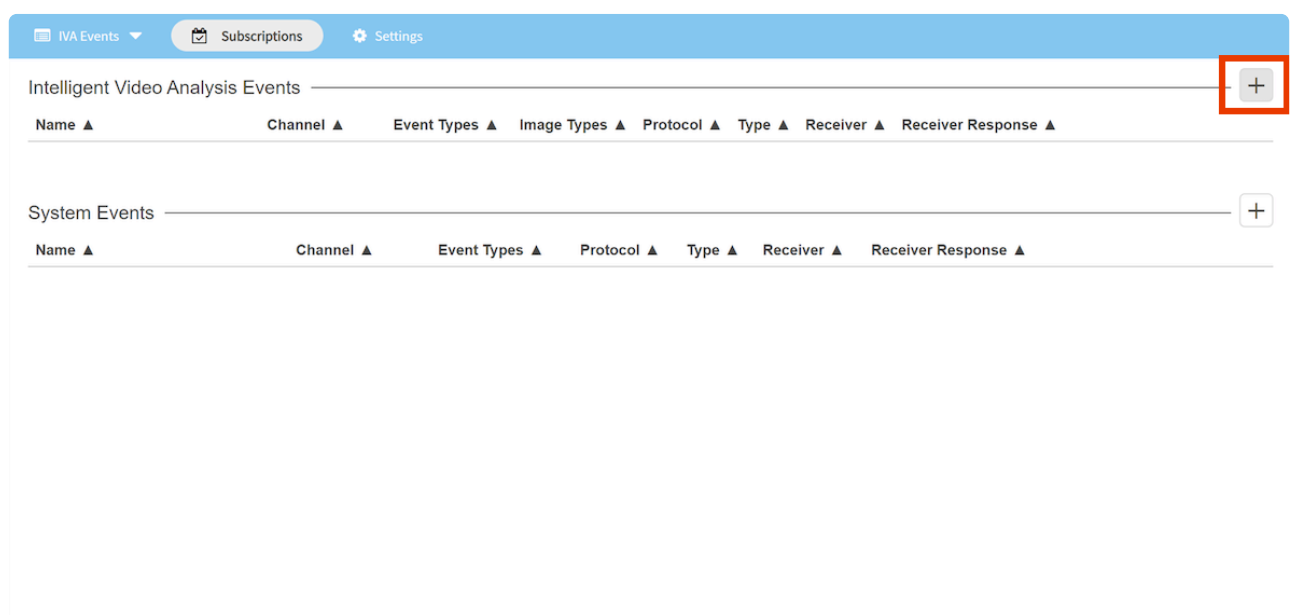 IVA Events Subscriptions Settings
Intelligent Video Analysis Events
Name ▲ Channel ▲ Event Types ▲ Image Types ▲ Protocol ▲ Type ▲ Receiver ▲ Receiver Response ▲
System Events
Name ▲ Channel ▲ Event Types ▲ Protocol ▲ Type ▲ Receiver ▲ Receiver Response ▲